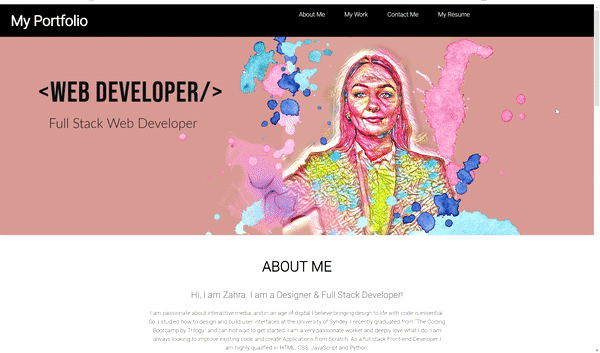 My Portfolio
About Me
My Work
Contact Me
My Resume
<WEB DEVELOPER/>
Full Stack Web Developer
ABOUT ME
Hi, I am Zahra. I am a Designer & Full Stack Developer!
I am passionate about interactive media, and in an age of digital I believe bringing design to life with code is essential.
So, I studied how to design and build user interfaces at the University of Syndey. I recently graduated from "The Coding
Bootcamp by Trilogy" and can not wait to get started. I am a very passionate worker and deeply love what I do. I am
always looking to improve existing code and create Applications from Scratch. As a full stack Front-end Developer I
am highly qualified in HTML, CSS, JavaScript and Python.